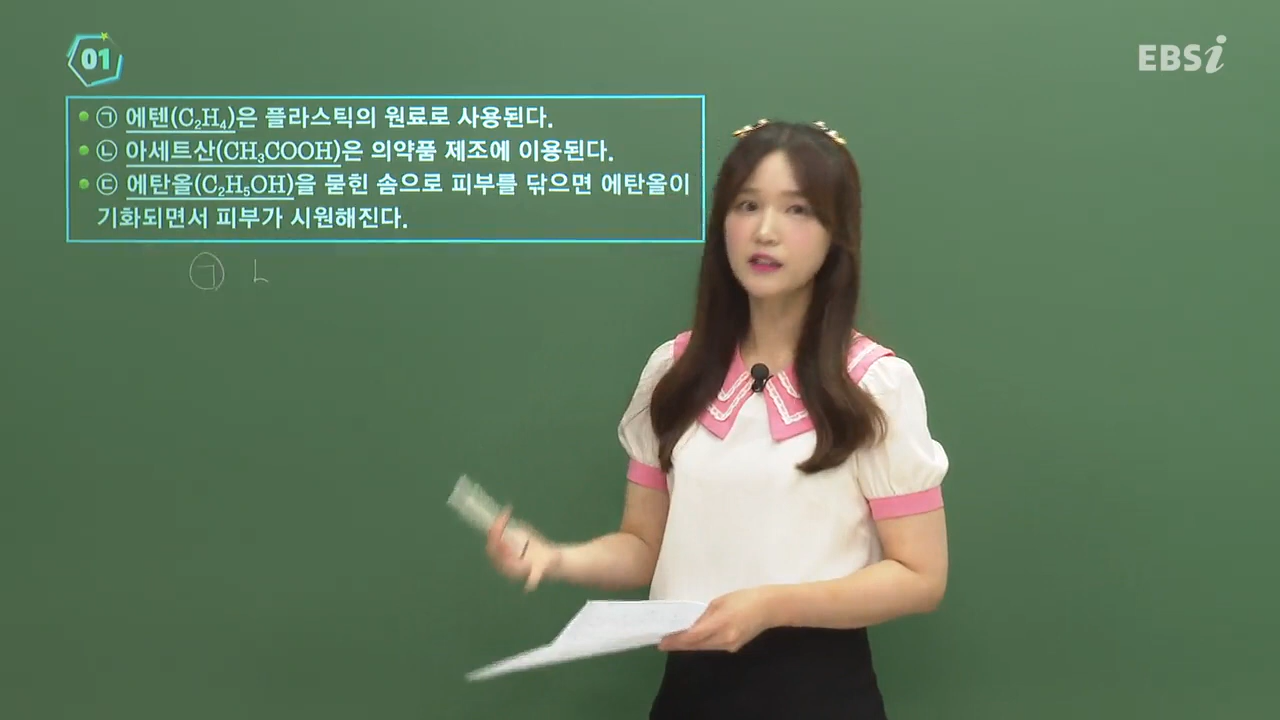 01
EBSi
㉠ 에텐(C₂H₄)은 플라스틱의 원료로 사용된다.
㉡ 아세트산(CH₃COOH)은 의약품 제조에 이용된다.
㉢ 에탄올(C₂H₅OH)을 묻힌 솜으로 피부를 닦으면 에탄올이
기화되면서 피부가 시원해진다.
㉠ ㄴ